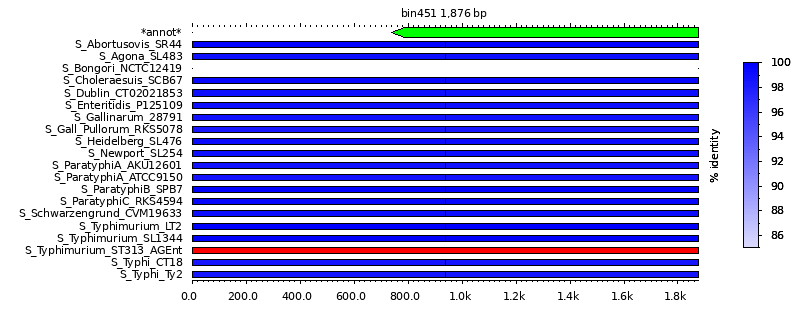 bin451 1,876 bp
*annot*
S_Abortusovis_SR44
S_Agona_SL483
S_Bongori_NCTC12419
S_Choleraesuis_SCB67
S_Dublin_CT02021853
S_Enteritidis_P125109
S_Gallinarum_28791
S_Gall_Pullorum_RKS5078
S_Heidelberg_SL476
S_Newport_SL254
S_ParatyphiA_AKU12601
S_ParatyphiA_ATCC9150
S_ParatyphiB_SPB7
S_ParatyphiC_RKS4594
S_Schwarzengrund_CVM19633
S_Typhimurium_LT2
S_Typhimurium_SL1344
S_Typhimurium_ST313_AGEnt
S_Typhi_CT18
S_Typhi_Ty2
0.0 200.0 400.0 600.0 800.0 1.0k 1.2k 1.4k 1.6k 1.8k
% identity
100
98
96
94
92
90
88
86